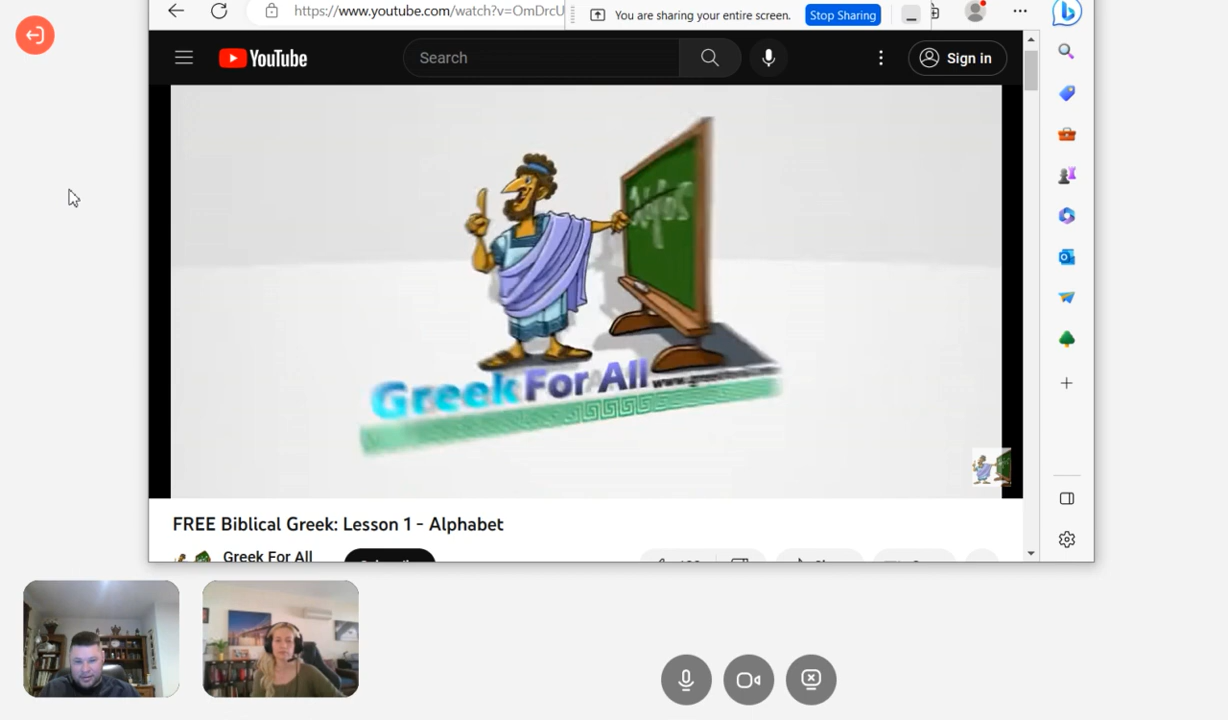 https://www.youtube.com/watch?v=OmDrcU
You are sharing your entire screen.
Stop Sharing
YouTube
Search
Sign in
Greek For All
FREE Biblical Greek: Lesson 1 - Alphabet
Greek For All